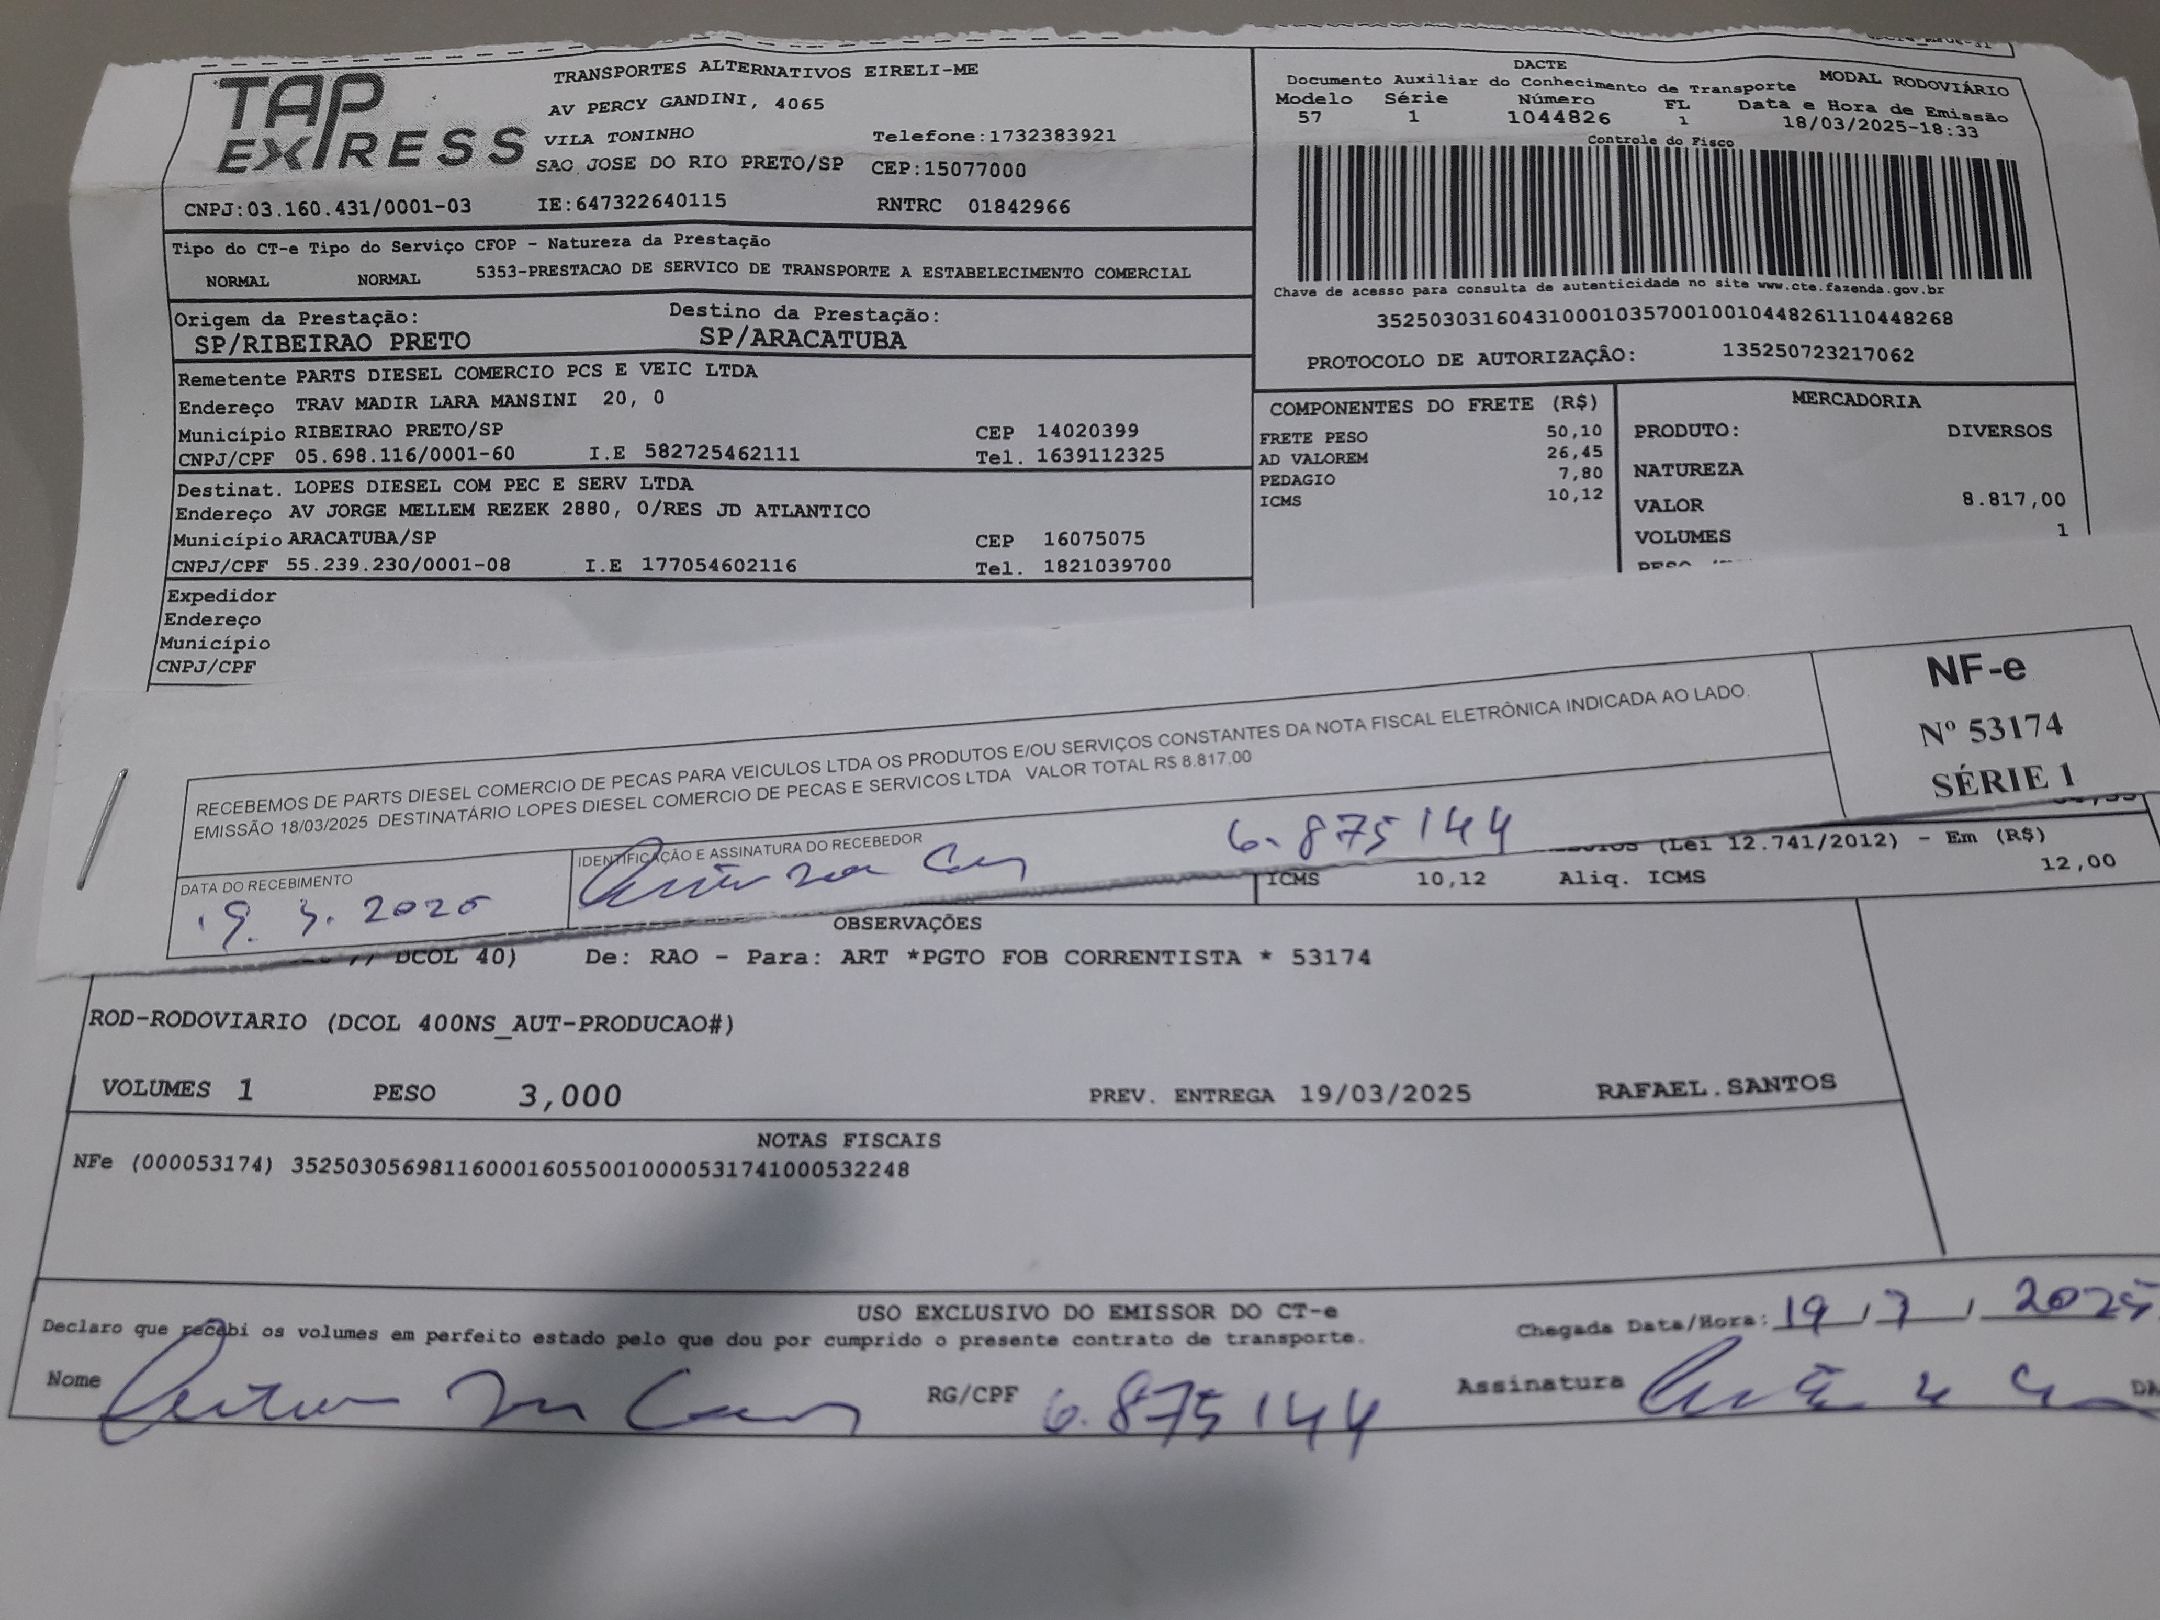 TAP
EXPRESS
TRANSPORTES ALTERNATIVOS EIRELI-ME
AV PERCY GANDINI, 4065
VILA TONINHO Telefone:1732383921
SAO JOSE DO RIO PRETO/SP CEP:15077000
CNPJ:03.160.431/0001-03 IE:647322640115 RNTRC 01842966
DACTE
Documento Auxiliar do Conhecimento de Transporte MODAL RODOVIÁRIO
Modelo Série Número FL Data e Hora de Emissão
57 1 1044826 1 18/03/2025-18:33
Controle do Fisco
Chave de acesso para consulta de autenticidade no site www.cte.fazenda.gov.br
35250303160431000103570010010448261110448268
PROTOCOLO DE AUTORIZAÇÂO: 135250723217062
Tipo do CT-e Tipo do Serviço CFOP - Natureza da Prestação
NORMAL NORMAL 5353-PRESTACAO DE SERVICO DE TRANSPORTE A ESTABELECIMENTO COMERCIAL
Origem da Prestação: Destino da Prestação:
SP/RIBEIRAO PRETO SP/ARACATUBA
Remetente PARTS DIESEL COMERCIO PCS E VEIC LTDA
Endereço TRAV MADIR LARA MANSINI 20, 0
Município RIBEIRAO PRETO/SP CEP 14020399
CNPJ/CPF 05.698.116/0001-60 I.E 582725462111 Tel. 1639112325
Destinat. LOPES DIESEL COM PEC E SERV LTDA
Endereço AV JORGE MELLEM REZEK 2880, 0/RES JD ATLANTICO
Município ARACATUBA/SP CEP 16075075
CNPJ/CPF 55.239.230/0001-08 I.E 177054602116 Tel. 1821039700
Expedidor
Endereço
Município
CNPJ/CPF
COMPONENTES DO FRETE (R$)
FRETE PESO 50,10
AD VALOREM 26,45
PEDAGIO 7,80
ICMS 10,12
MERCADORIA
PRODUTO: DIVERSOS
NATUREZA
VALOR 8.817,00
VOLUMES 1
RECEBEMOS DE PARTS DIESEL COMERCIO DE PECAS PARA VEICULOS LTDA OS PRODUTOS E/OU SERVIÇOS CONSTANTES DA NOTA FISCAL ELETRÔNICA INDICADA AO LADO.
EMISSÃO 18/03/2025 DESTINATÁRIO LOPES DIESEL COMERCIO DE PECAS E SERVICOS LTDA VALOR TOTAL R$ 8.817,00
NF-e
Nº 53174
SÉRIE 1
DATA DO RECEBIMENTO
IDENTIFICAÇÃO E ASSINATURA DO RECEBEDOR
6.875144
(Lei 12.741/2012) - Em (R$)
ICMS 10,12 Aliq. ICMS 12,00
OBSERVAÇÕES
DCOL 40) De: RAO - Para: ART *PGTO FOB CORRENTISTA * 53174
ROD-RODOVIARIO (DCOL 400NS_AUT-PRODUCAO#)
VOLUMES 1 PESO 3,000 PREV. ENTREGA 19/03/2025 RAFAEL.SANTOS
NOTAS FISCAIS
NFe (000053174) 35250305698116000160550010000531741000532248
USO EXCLUSIVO DO EMISSOR DO CT-e
Declaro que recebi os volumes em perfeito estado pelo que dou por cumprido o presente contrato de transporte.
Chegada Data/Hora: 19/3/2025
Nome RG/CPF 6.875144 Assinatura